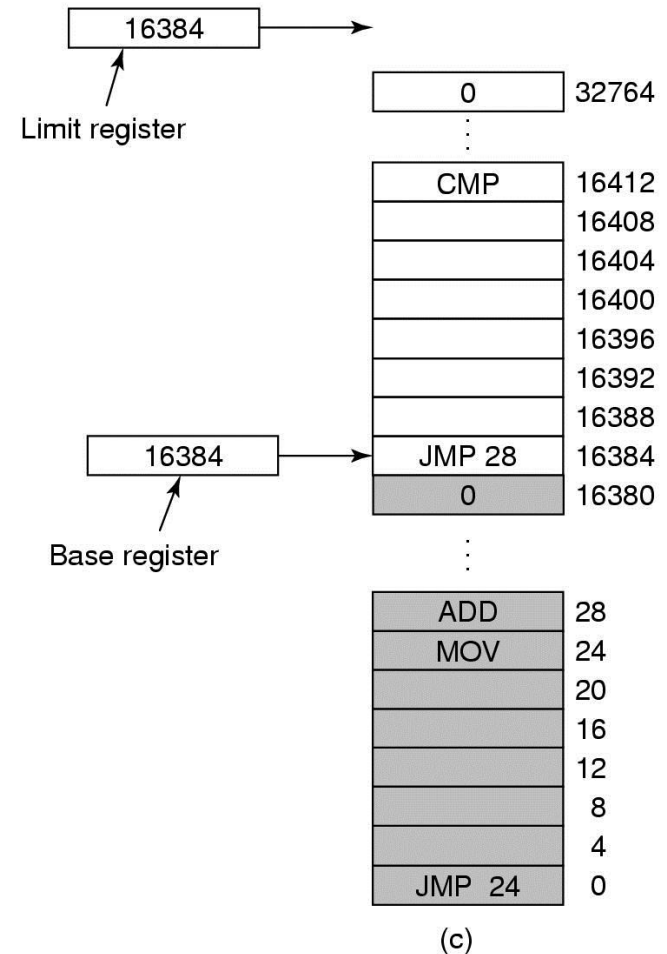 16384
Limit register
0 32764
CMP 16412
16408
16404
16400
16396
16392
16388
16384 JMP 28 16384
0 16380
Base register
ADD 28
MOV 24
20
16
12
8
4
JMP 24 0
(c)